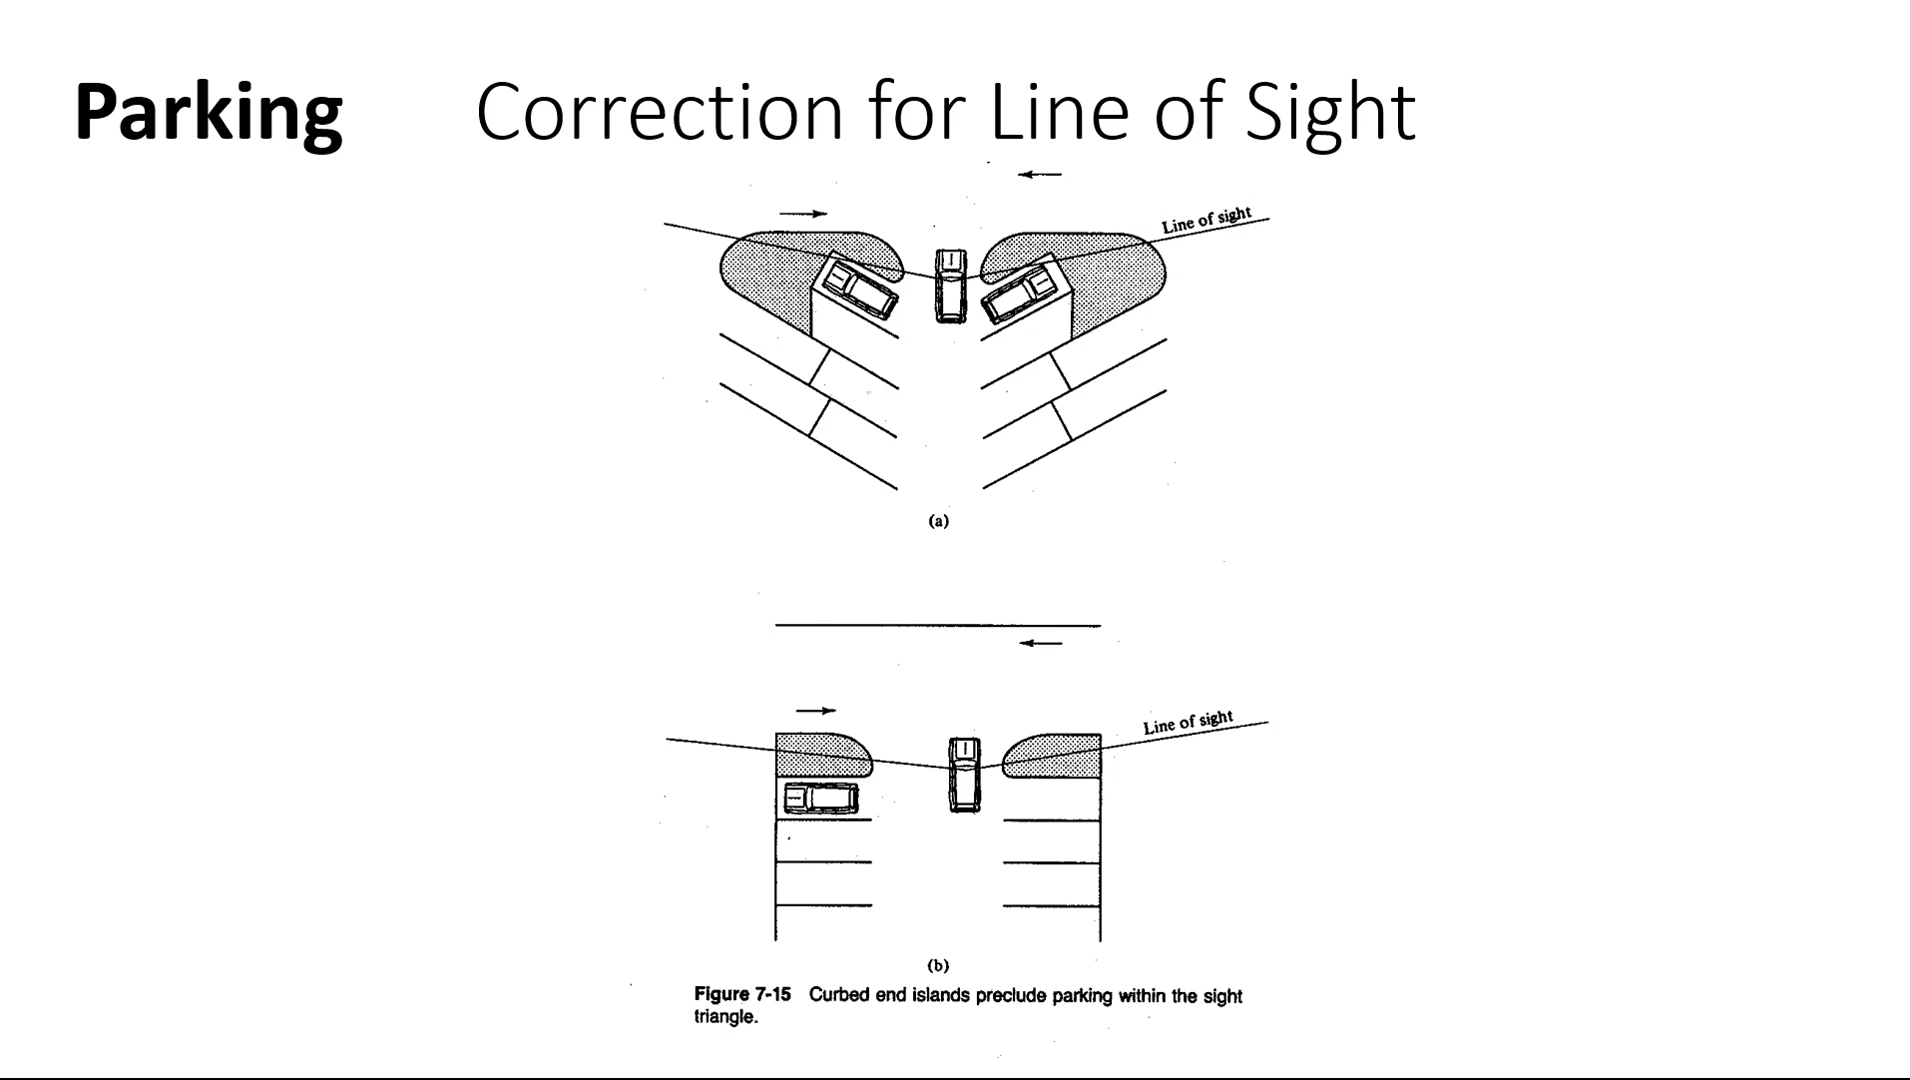 Parking Correction for Line of Sight
Line of sight
(a)
Line of sight
(b)
Figure 7-15 Curbed end islands preclude parking within the sight
triangle.